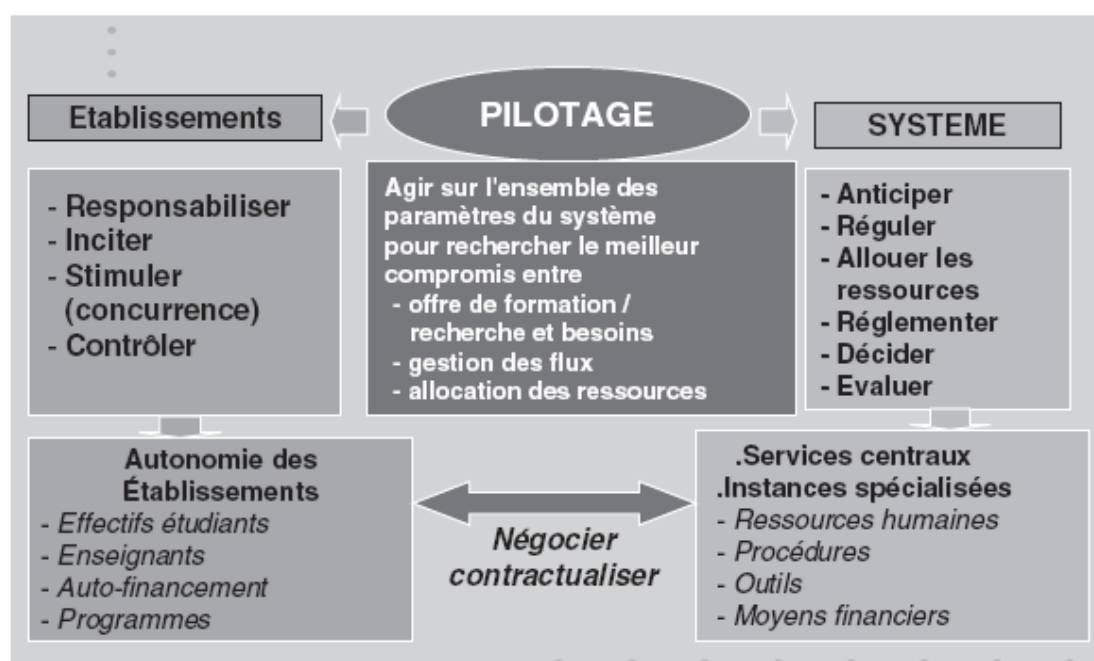 PILOTAGE
Etablissements
SYSTEME
- Responsabiliser
- Inciter
- Stimuler
(concurrence)
- Contrôler
Agir sur l'ensemble des
paramètres du système
pour rechercher le meilleur
compromis entre
- offre de formation /
recherche et besoins
- gestion des flux
- allocation des ressources
- Anticiper
- Réguler
- Allouer les
ressources
- Réglementer
- Décider
- Evaluer
Autonomie des
Établissements
- Effectifs étudiants
- Enseignants
- Auto-financement
- Programmes
Négocier
contractualiser
.Services centraux
.Instances spécialisées
- Ressources humaines
- Procédures
- Outils
- Moyens financiers